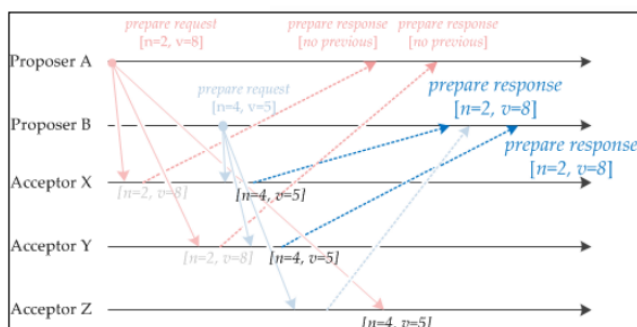 prepare request
[n=2, v=8]
prepare response
[no previous]
prepare response
[no previous]
Proposer A
prepare request
[n=4, v=5]
prepare response
[n=2, v=8]
Proposer B
prepare response
[n=2, v=8]
Acceptor X
[n=2, v=8]
[n=4, v=5]
Acceptor Y
[n=2, v=8]
[n=4, v=5]
Acceptor Z
[n=4, v=5]